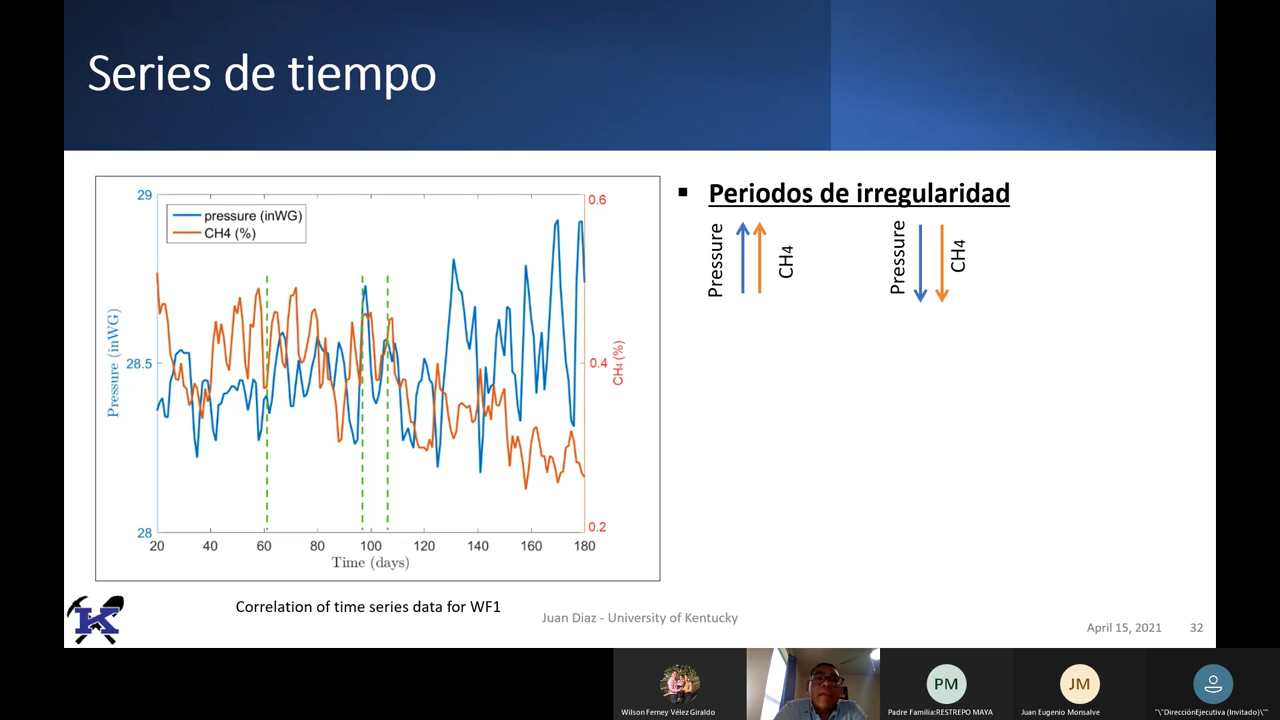 Series de tiempo
29
28.5
28
Pressure (inWG)
pressure (inWG)
CH4 (%)
0.6
0.4
0.2
CH4 (%)
20 40 60 80 100 120 140 160 180
Time (days)
Correlation of time series data for WF1
▪ Periodos de irregularidad
Pressure
CH4
Pressure
CH4
K
Juan Diaz - University of Kentucky
April 15, 2021 32
Wilson Ferney Vélez Giraldo
PM
Padre Familia:RESTREPO MAYA
JM
Juan Eugenio Monsalve
"\"DirecciónEjecutiva (Invitado)\""